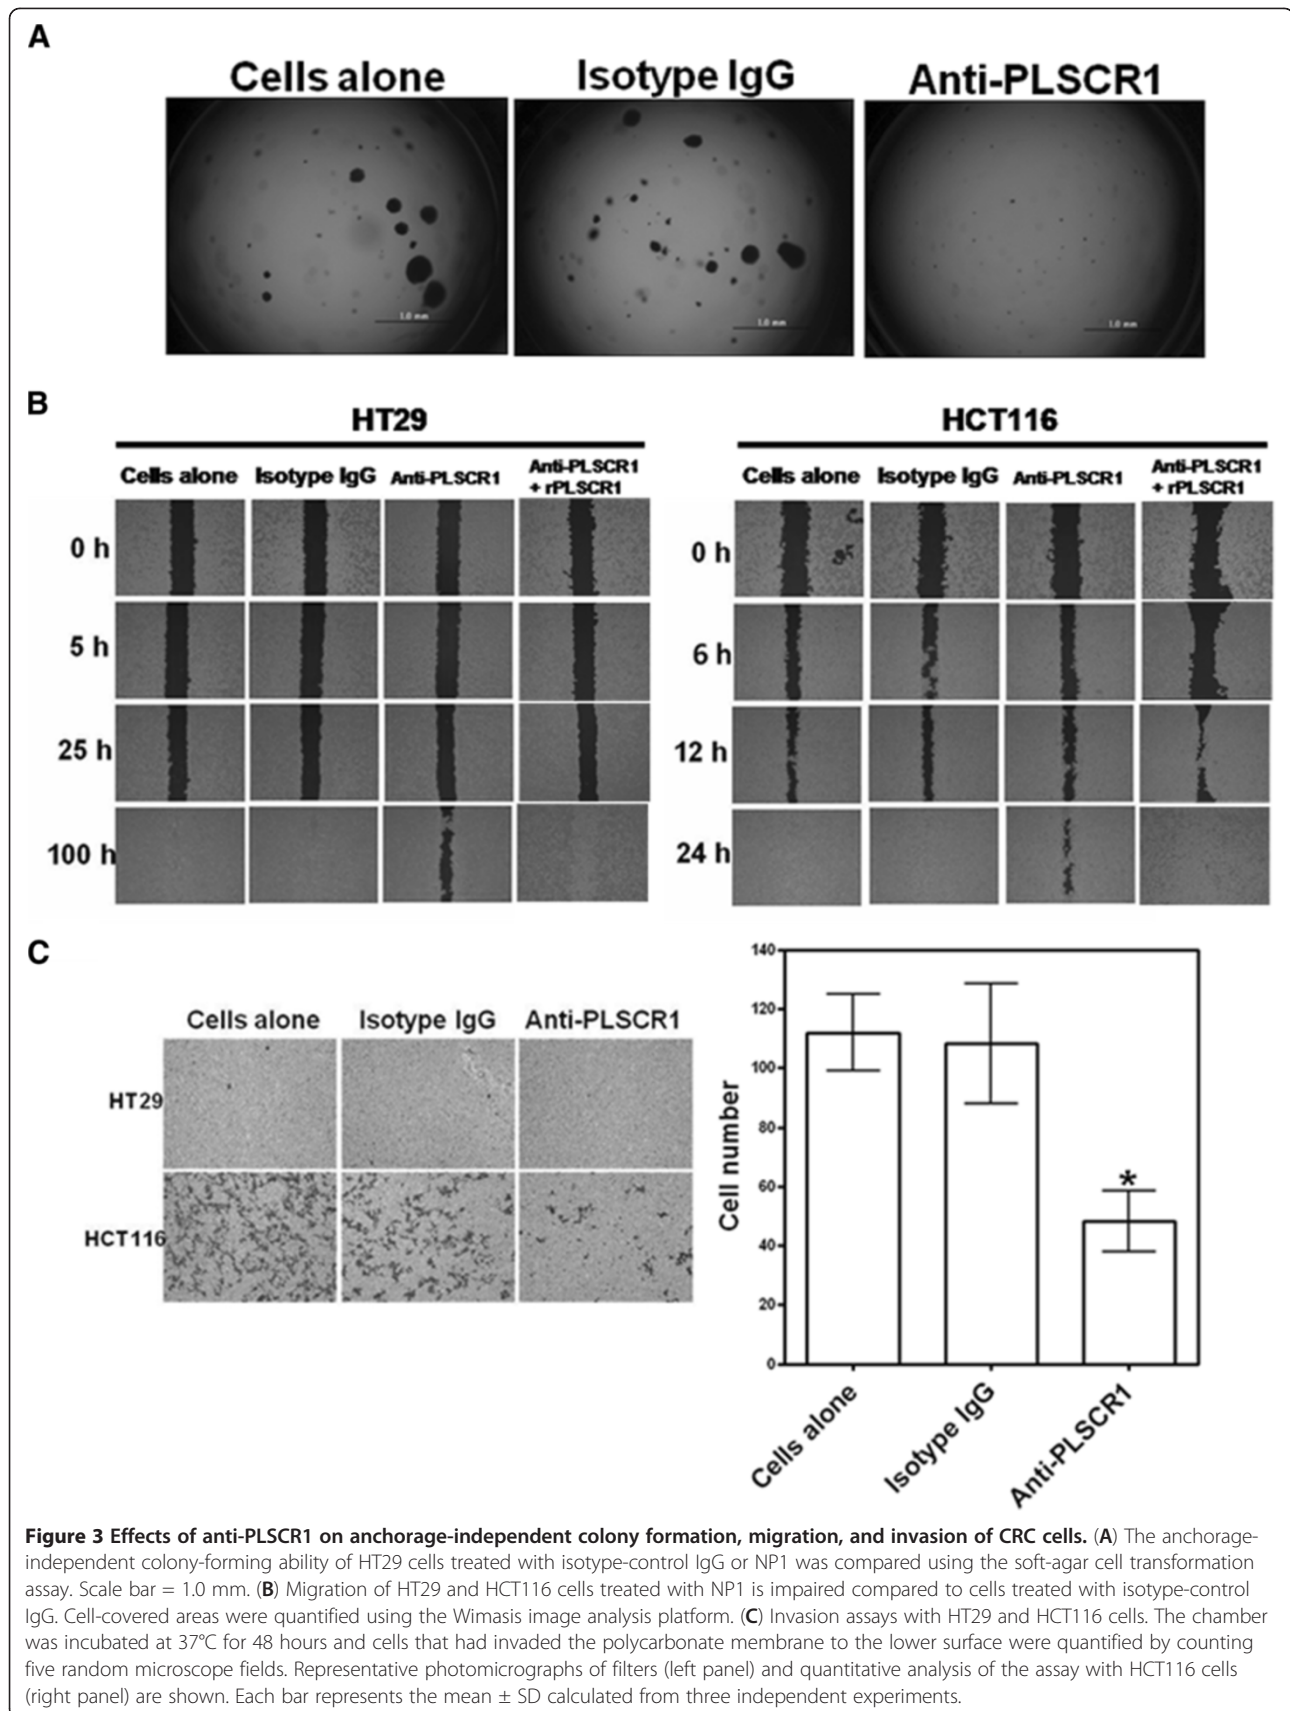 A
Cells alone
Isotype IgG
Anti-PLSCR1
1.0 mm
1.0 mm
1.0 mm
B
HT29
HCT116
Cells alone
Isotype IgG
Anti-PLSCR1
Anti-PLSCR1
+ rPLSCR1
Cells alone
Isotype IgG
Anti-PLSCR1
Anti-PLSCR1
+ rPLSCR1
0 h
5 h
25 h
100 h
0 h
6 h
12 h
24 h
C
Cells alone
Isotype IgG
Anti-PLSCR1
HT29
HCT116
Cell number
140
120
100
80
60
40
20
0
*
Cells alone
Isotype IgG
Anti-PLSCR1
Figure 3 Effects of anti-PLSCR1 on anchorage-independent colony formation, migration, and invasion of CRC cells. (A) The anchorage-
independent colony-forming ability of HT29 cells treated with isotype-control IgG or NP1 was compared using the soft-agar cell transformation
assay. Scale bar = 1.0 mm. (B) Migration of HT29 and HCT116 cells treated with NP1 is impaired compared to cells treated with isotype-control
IgG. Cell-covered areas were quantified using the Wimasis image analysis platform. (C) Invasion assays with HT29 and HCT116 cells. The chamber
was incubated at 37°C for 48 hours and cells that had invaded the polycarbonate membrane to the lower surface were quantified by counting
five random microscope fields. Representative photomicrographs of filters (left panel) and quantitative analysis of the assay with HCT116 cells
(right panel) are shown. Each bar represents the mean ± SD calculated from three independent experiments.